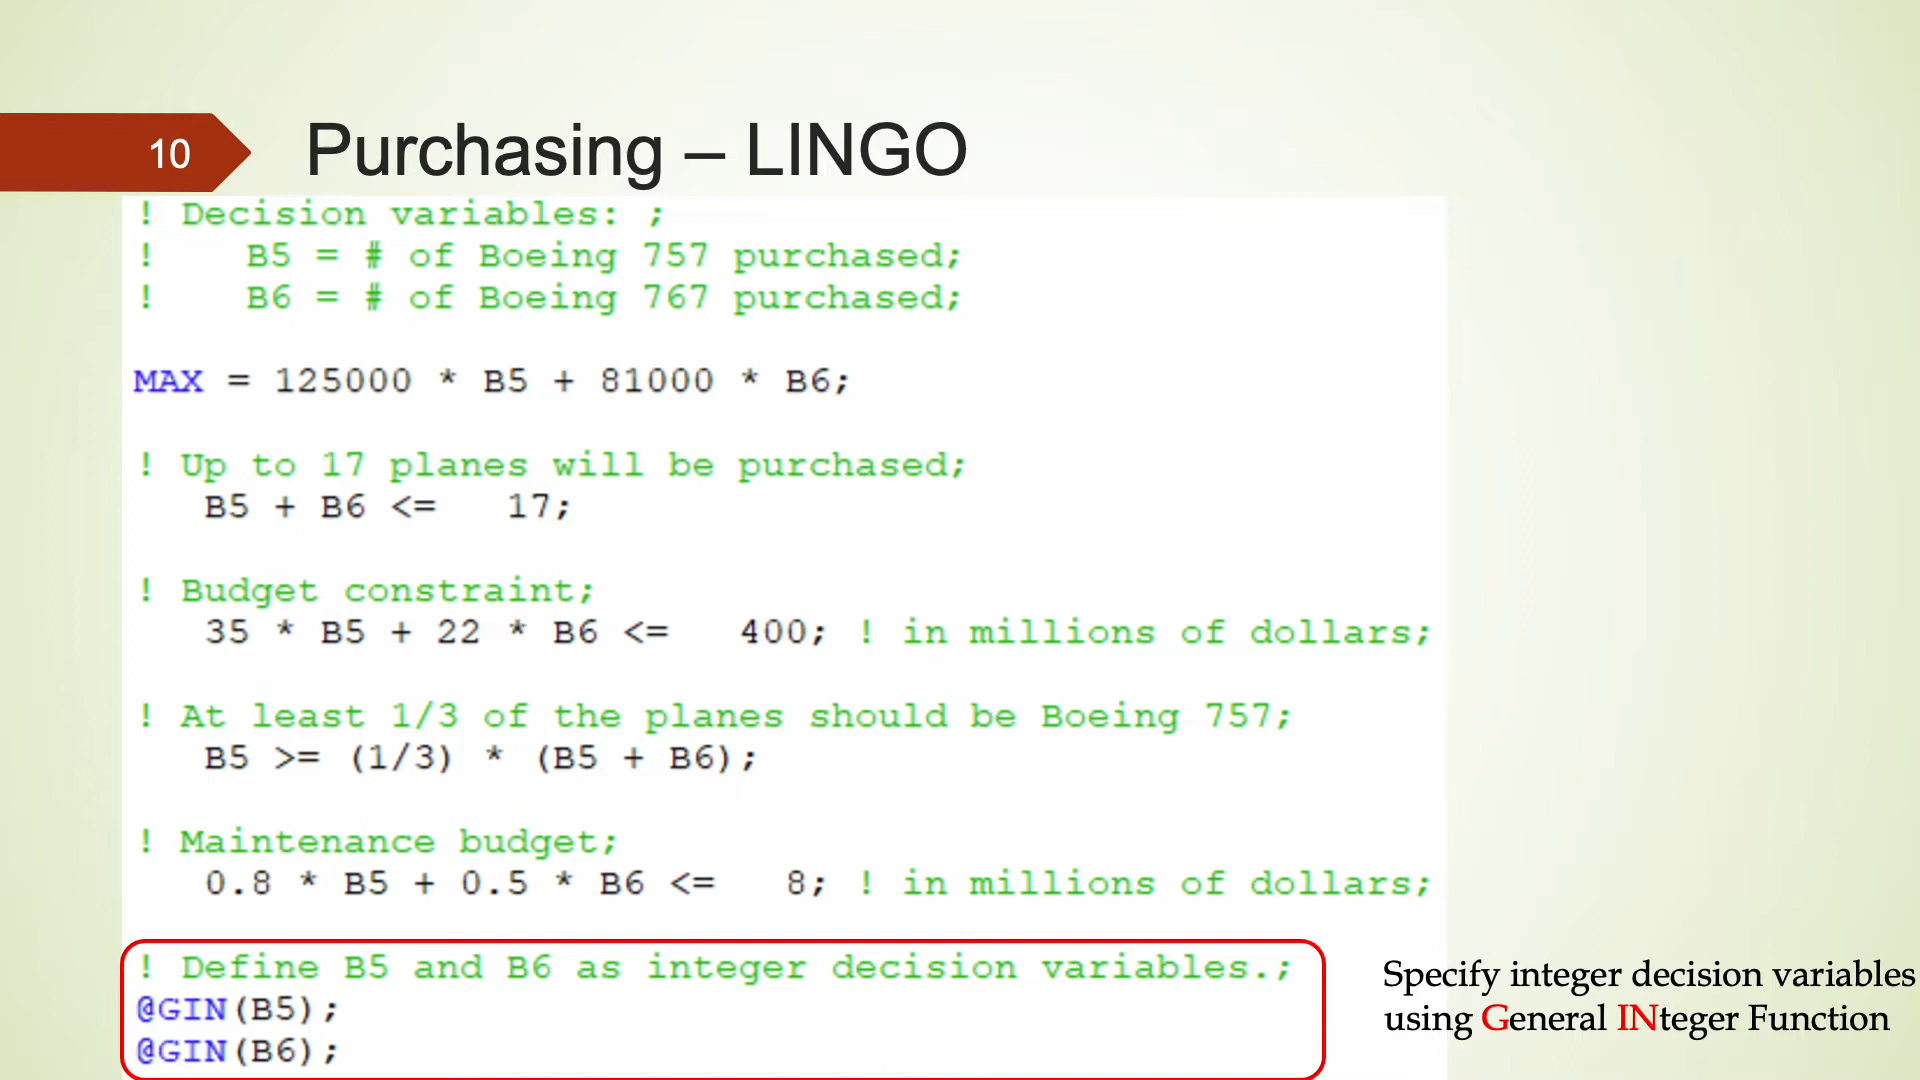 10
Purchasing – LINGO
! Decision variables: ;
!    B5 = # of Boeing 757 purchased;
!    B6 = # of Boeing 767 purchased;
MAX = 125000 * B5 + 81000 * B6;
! Up to 17 planes will be purchased;
B5 + B6 <=   17;
! Budget constraint;
35 * B5 + 22 * B6 <=   400; ! in millions of dollars;
! At least 1/3 of the planes should be Boeing 757;
B5 >= (1/3) * (B5 + B6);
! Maintenance budget;
0.8 * B5 + 0.5 * B6 <=   8; ! in millions of dollars;
! Define B5 and B6 as integer decision variables.;
@GIN(B5);
@GIN(B6);
Specify integer decision variables
using General INteger Function